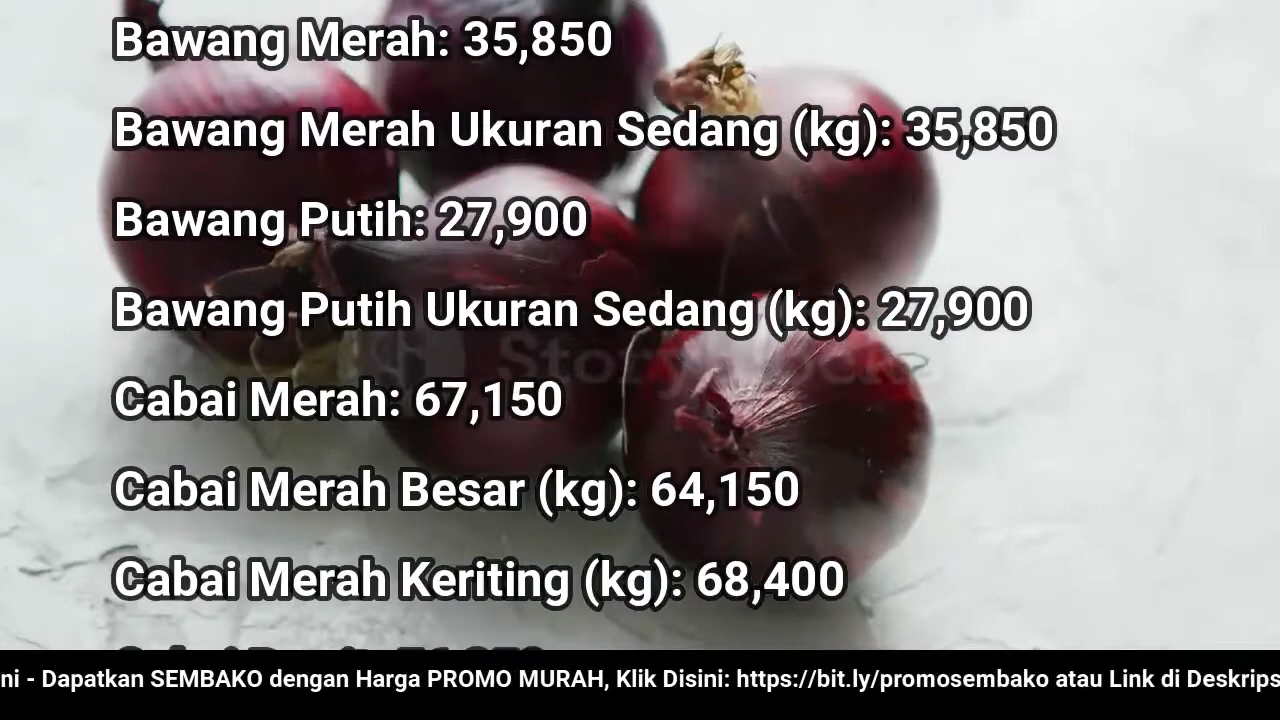 Bawang Merah: 35,850
Bawang Merah Ukuran Sedang (kg): 35,850
Bawang Putih: 27,900
Bawang Putih Ukuran Sedang (kg): 27,900
Cabai Merah: 67,150
Cabai Merah Besar (kg): 64,150
Cabai Merah Keriting (kg): 68,400
ni - Dapatkan SEMBAKO dengan Harga PROMO MURAH, Klik Disini: https://bit.ly/promosembako atau Link di Deskrips